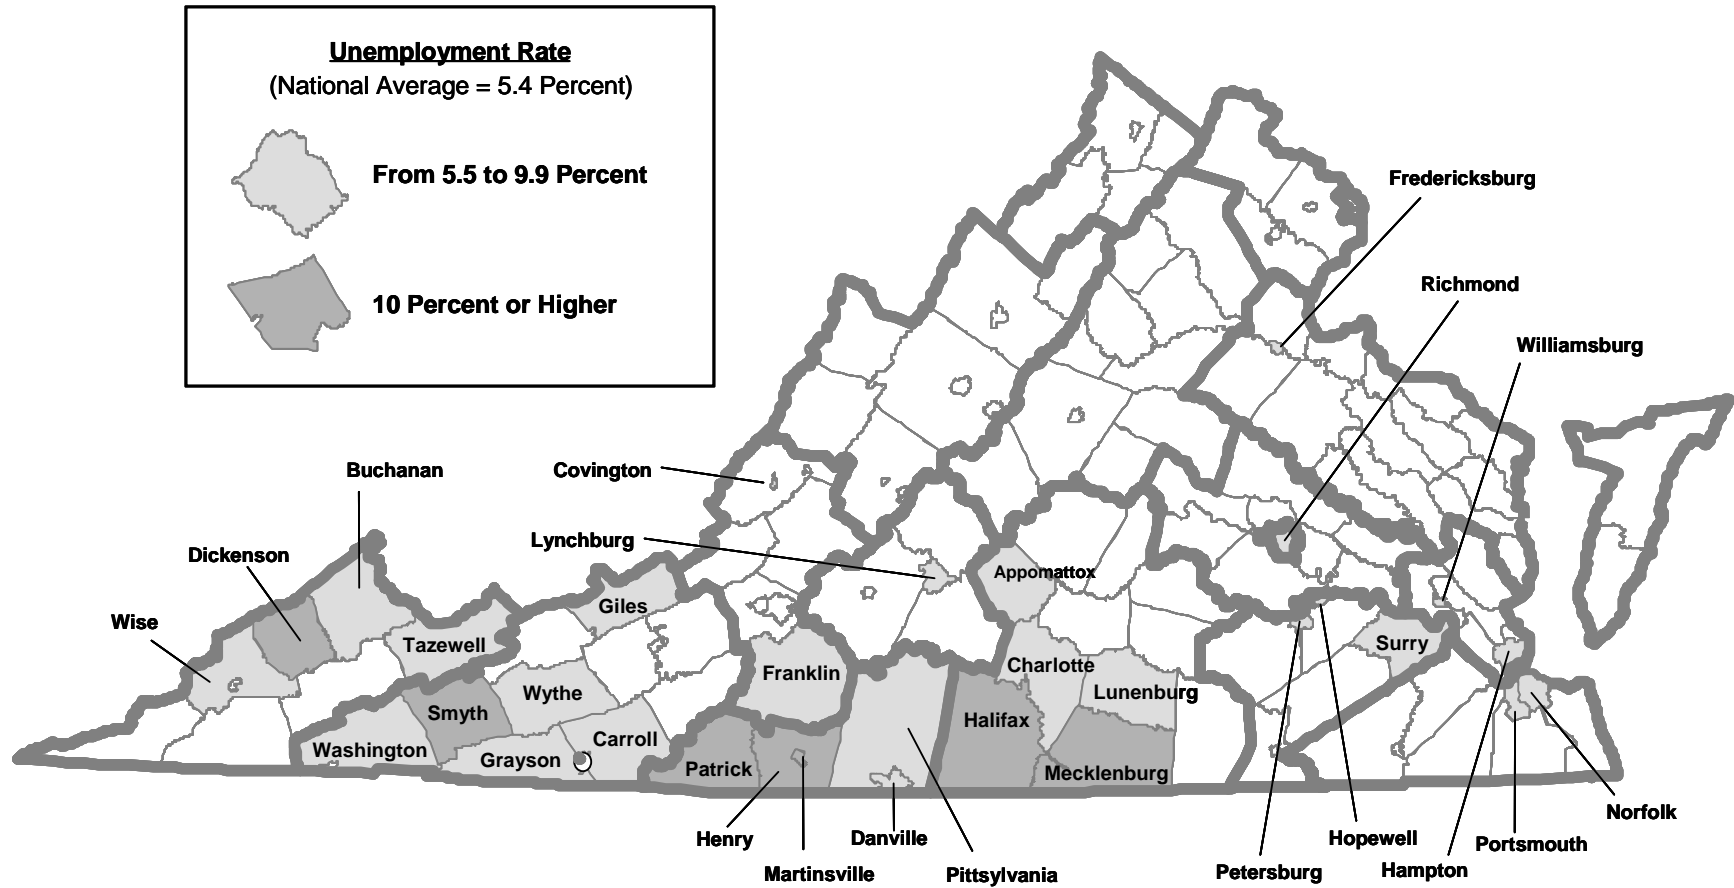 Unemployment Rate
(National Average = 5.4 Percent)
From 5.5 to 9.9 Percent
10 Percent or Higher
Fredericksburg
Richmond
Williamsburg
Buchanan
Covington
Dickenson
Lynchburg
Appomattox
Giles
Wise
Tazewell
Surry
Franklin
Charlotte
Wythe
Lunenburg
Smyth
Halifax
Washington
Carroll
Grayson
Patrick
Mecklenburg
Henry
Danville
Norfolk
Hopewell
Portsmouth
Martinsville
Pittsylvania
Petersburg
Hampton